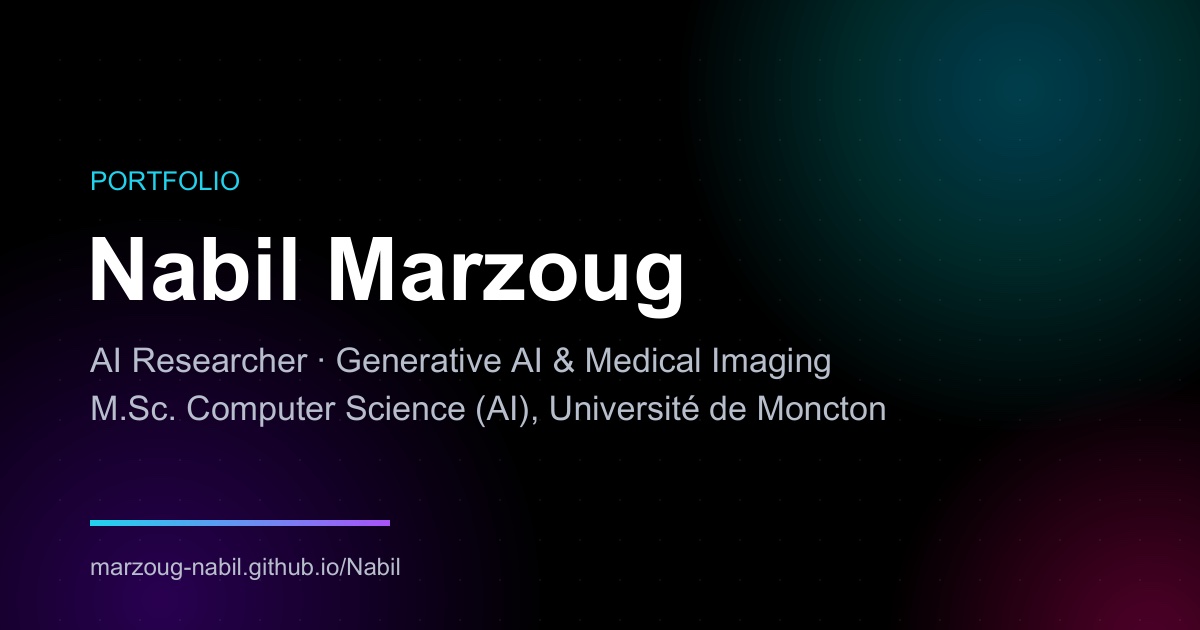 PORTFOLIO
Nabil Marzoug
AI Researcher · Generative AI & Medical Imaging
M.Sc. Computer Science (AI), Université de Moncton
marzoug-nabil.github.io/Nabil